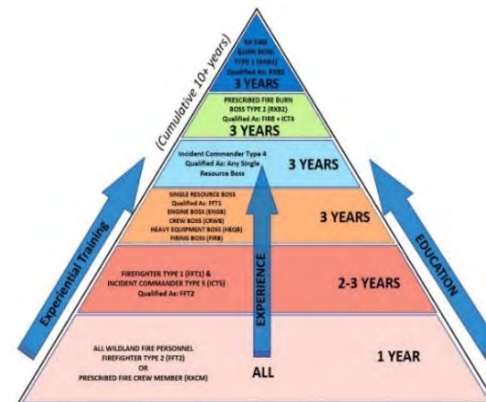 RX FIRE
BURN BOSS
TYPE 1 (RXB1)
Qualified As: RXB2
3 YEARS
PRESCRIBED FIRE BURN
BOSS TYPE 2 (RXB2)
Qualified As: FIRB + ICT4
3 YEARS
Incident Commander Type 4
Qualified As: Any Single
Resource Boss
3 YEARS
SINGLE RESOURCE BOSS
Qualified As: FFT1
ENGINE BOSS (ENGB)
CREW BOSS (CRWB)
HEAVY EQUIPMENT BOSS (HEQB)
FIRING BOSS (FIRB)
3 YEARS
FIREFIGHTER TYPE 1 (FFT1) &
INCIDENT COMMANDER TYPE 5 (ICT5)
Qualified As: FFT2
2-3 YEARS
ALL WILDLAND FIRE PERSONNEL
FIREFIGHTER TYPE 2 (FFT2)
OR
PRESCRIBED FIRE CREW MEMBER (RXCM)
ALL
1 YEAR
(Cumulative 10+ years)
Experiential Training
EXPERIENCE
EDUCATION